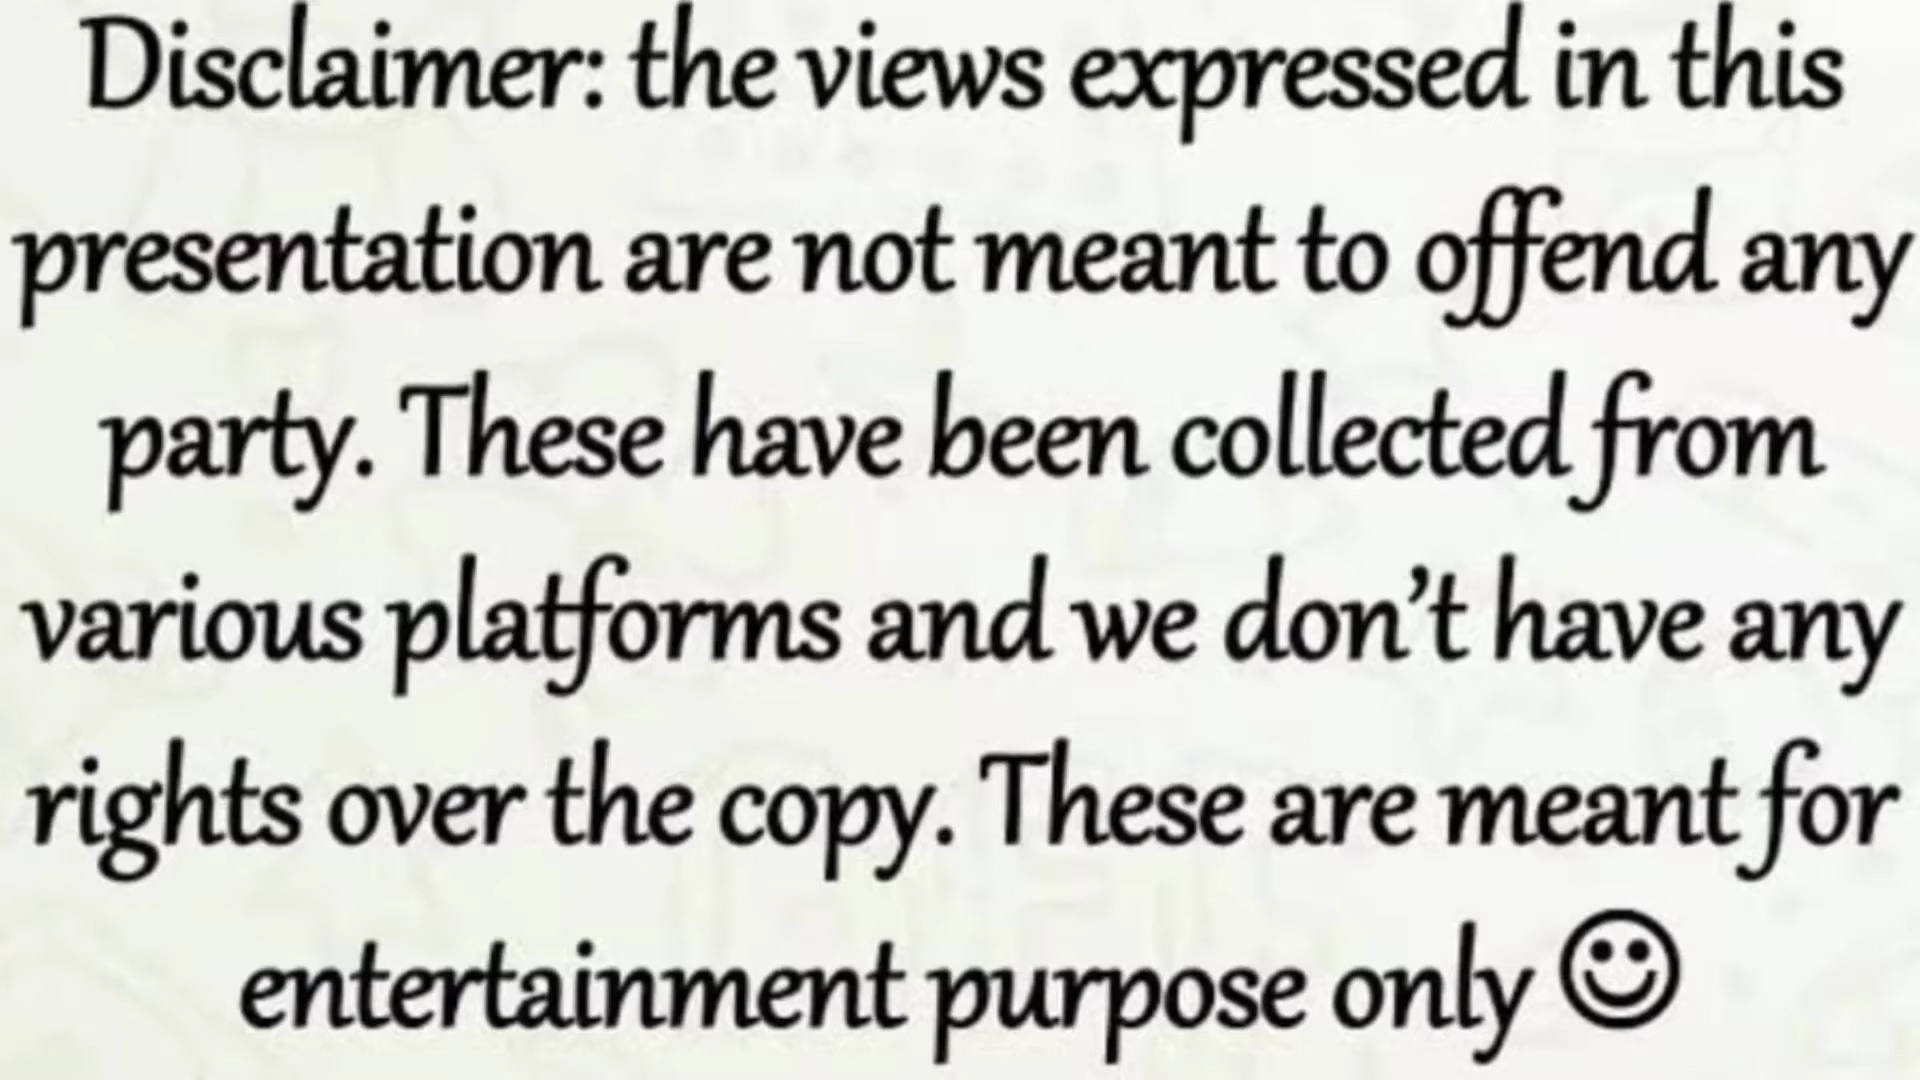 Disclaimer: the views expressed in this
presentation are not meant to offend any
party. These have been collected from
various platforms and we don’t have any
rights over the copy. These are meant for
entertainment purpose only ☺